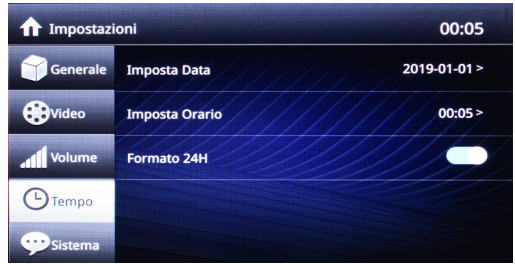 Impostazioni 00:05
Generale
Imposta Data 2019-01-01 >
Video
Imposta Orario 00:05 >
Volume
Formato 24H
Tempo
Sistema